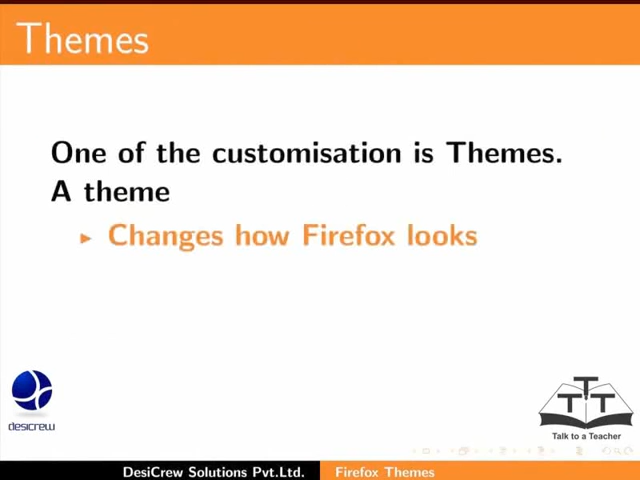 Themes
One of the customisation is Themes.
A theme
Changes how Firefox looks
desicrew
T T T
Talk to a Teacher
DesiCrew Solutions Pvt.Ltd. Firefox Themes